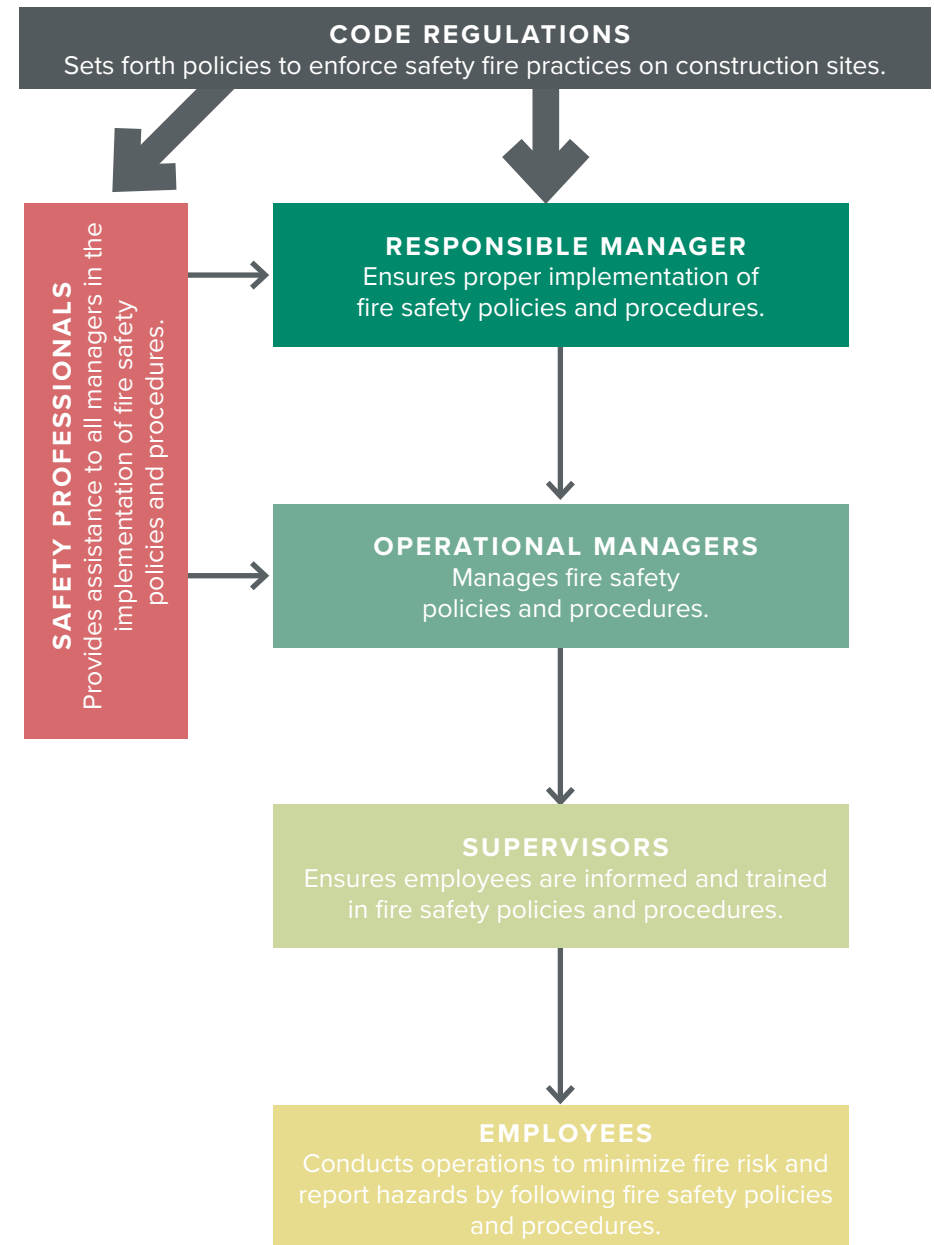 CODE REGULATIONS
Sets forth policies to enforce safety fire practices on construction sites.
SAFETY PROFESSIONALS
Provides assistance to all managers in the
implementation of fire safety
policies and procedures.
RESPONSIBLE MANAGER
Ensures proper implementation of
fire safety policies and procedures.
OPERATIONAL MANAGERS
Manages fire safety
policies and procedures.
SUPERVISORS
Ensures employees are informed and trained
in fire safety policies and procedures.
EMPLOYEES
Conducts operations to minimize fire risk and
report hazards by following fire safety policies
and procedures.